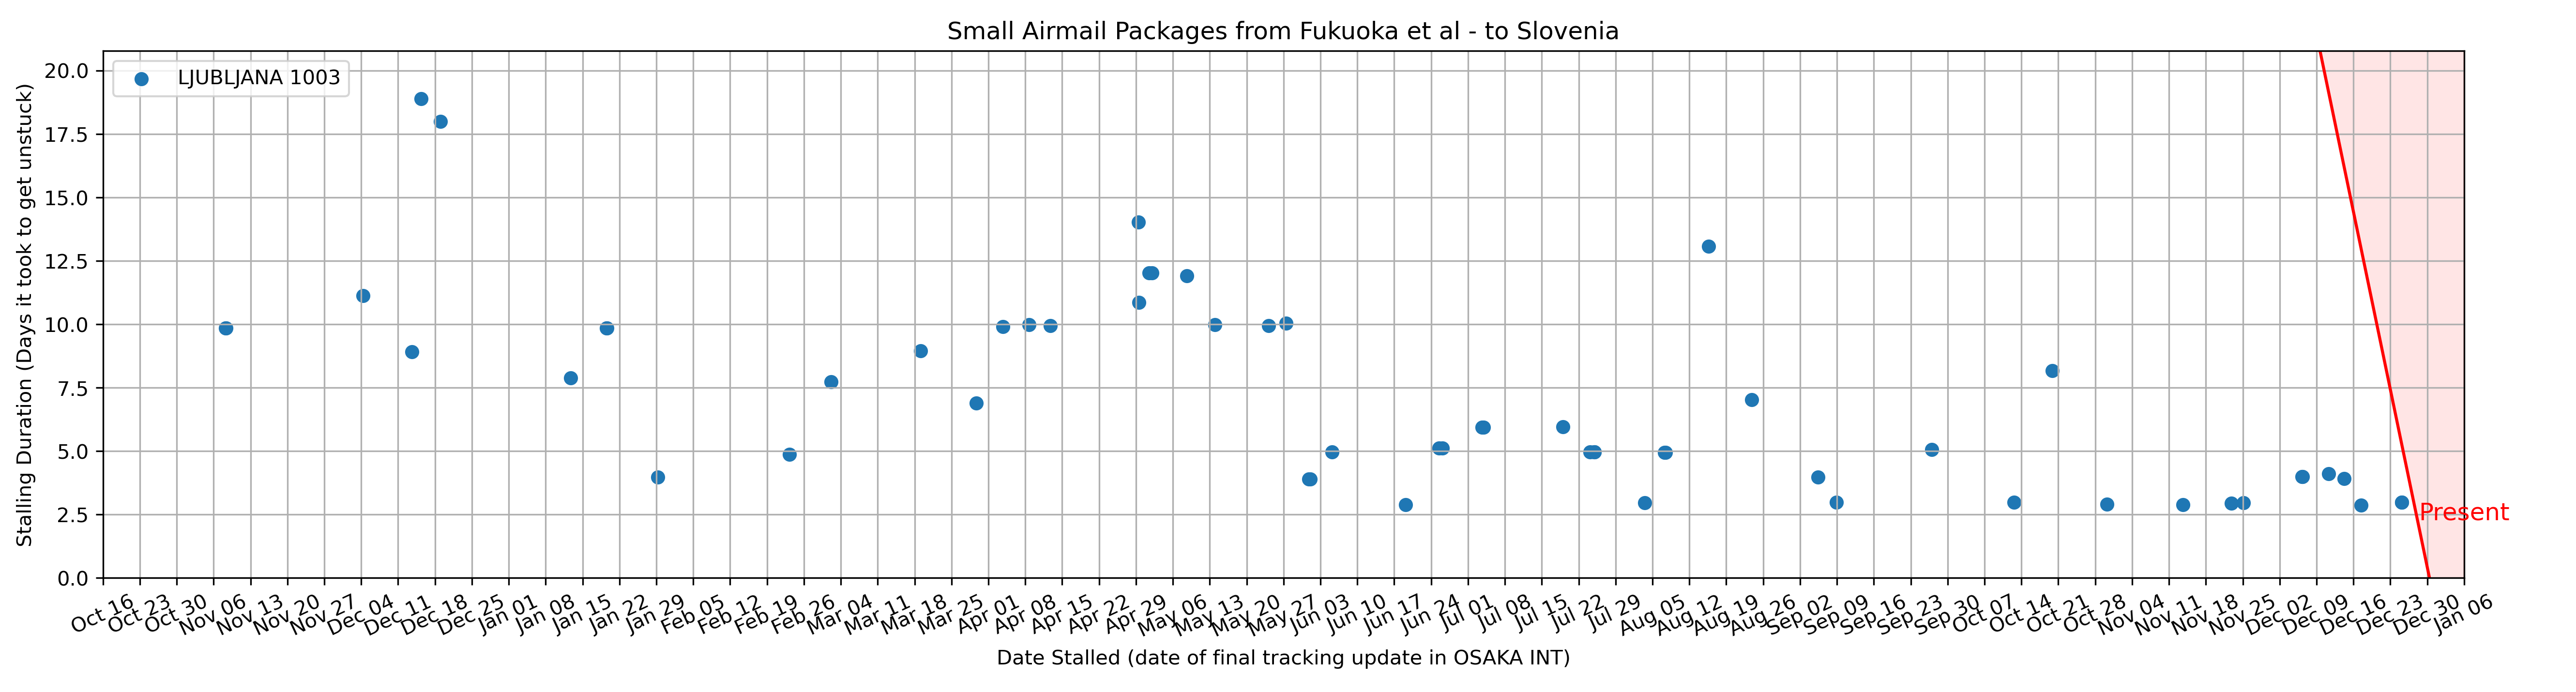 Small Airmail Packages from Fukuoka et al - to Slovenia
LJUBLJANA 1003
Stalling Duration (Days it took to get unstuck)
20.0
17.5
15.0
12.5
10.0
7.5
5.0
2.5
0.0
Present
Oct 16
Oct 23
Oct 30
Nov 06
Nov 13
Nov 20
Nov 27
Dec 04
Dec 11
Dec 18
Dec 25
Jan 01
Jan 08
Jan 15
Jan 22
Jan 29
Feb 05
Feb 12
Feb 19
Feb 26
Mar 04
Mar 11
Mar 18
Mar 25
Apr 01
Apr 08
Apr 15
Apr 22
Apr 29
May 06
May 13
May 20
May 27
Jun 03
Jun 10
Jun 17
Jun 24
Jul 01
Jul 08
Jul 15
Jul 22
Jul 29
Aug 05
Aug 12
Aug 19
Aug 26
Sep 02
Sep 09
Sep 16
Sep 23
Sep 30
Oct 07
Oct 14
Oct 21
Oct 28
Nov 04
Nov 11
Nov 18
Nov 25
Dec 02
Dec 09
Dec 16
Dec 23
Dec 30
Jan 06
Date Stalled (date of final tracking update in OSAKA INT)